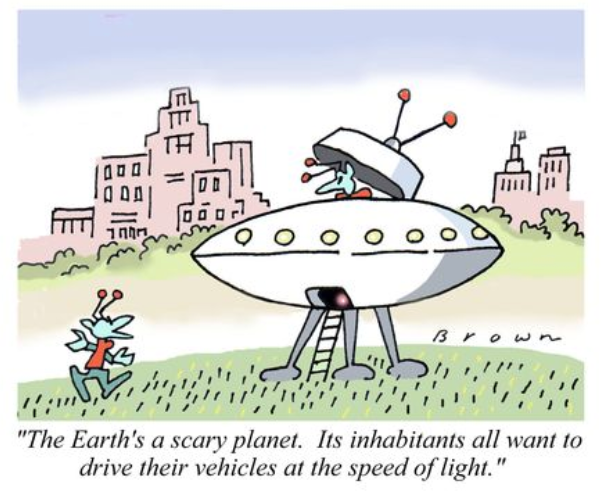 Brown
"The Earth's a scary planet.  Its inhabitants all want to
drive their vehicles at the speed of light."